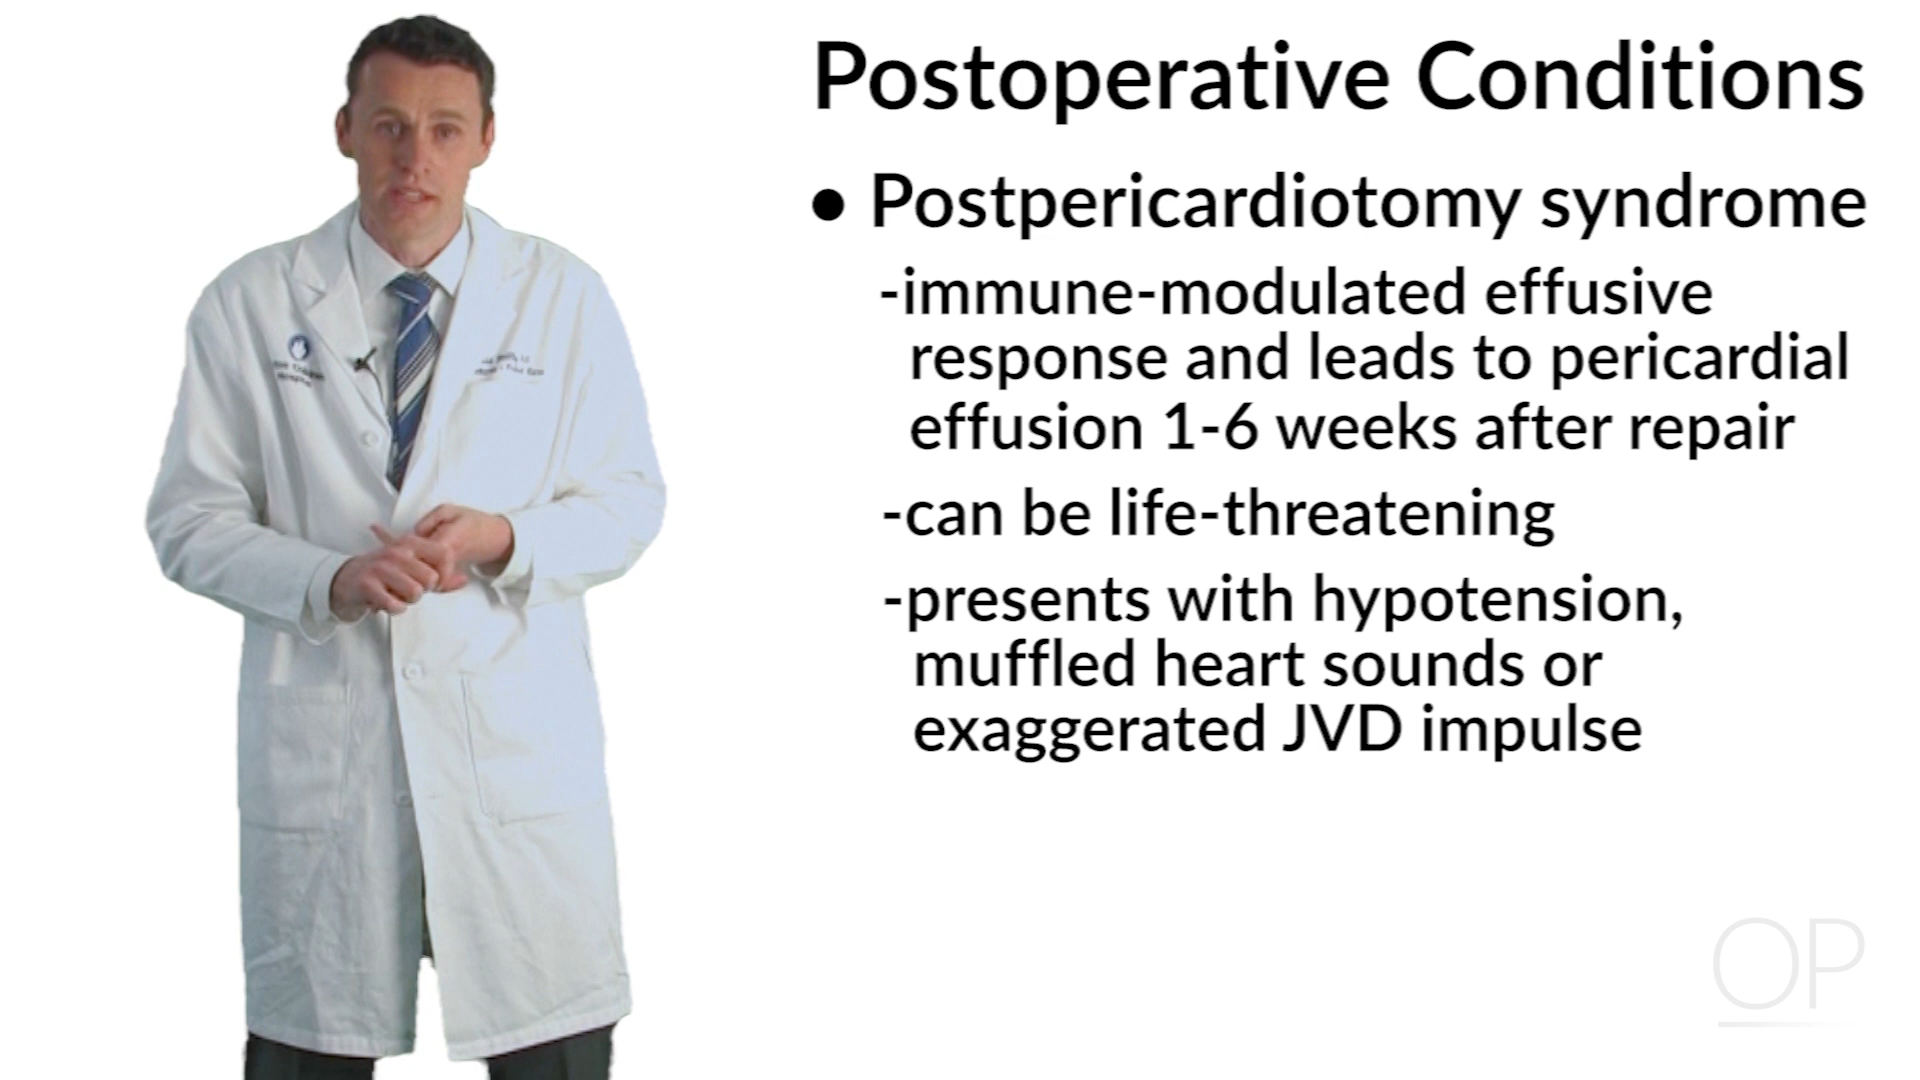 Postoperative Conditions
• Postpericardiotomy syndrome
-immune-modulated effusive
response and leads to pericardial
effusion 1-6 weeks after repair
-can be life-threatening
-presents with hypotension,
muffled heart sounds or
exaggerated JVD impulse
OP